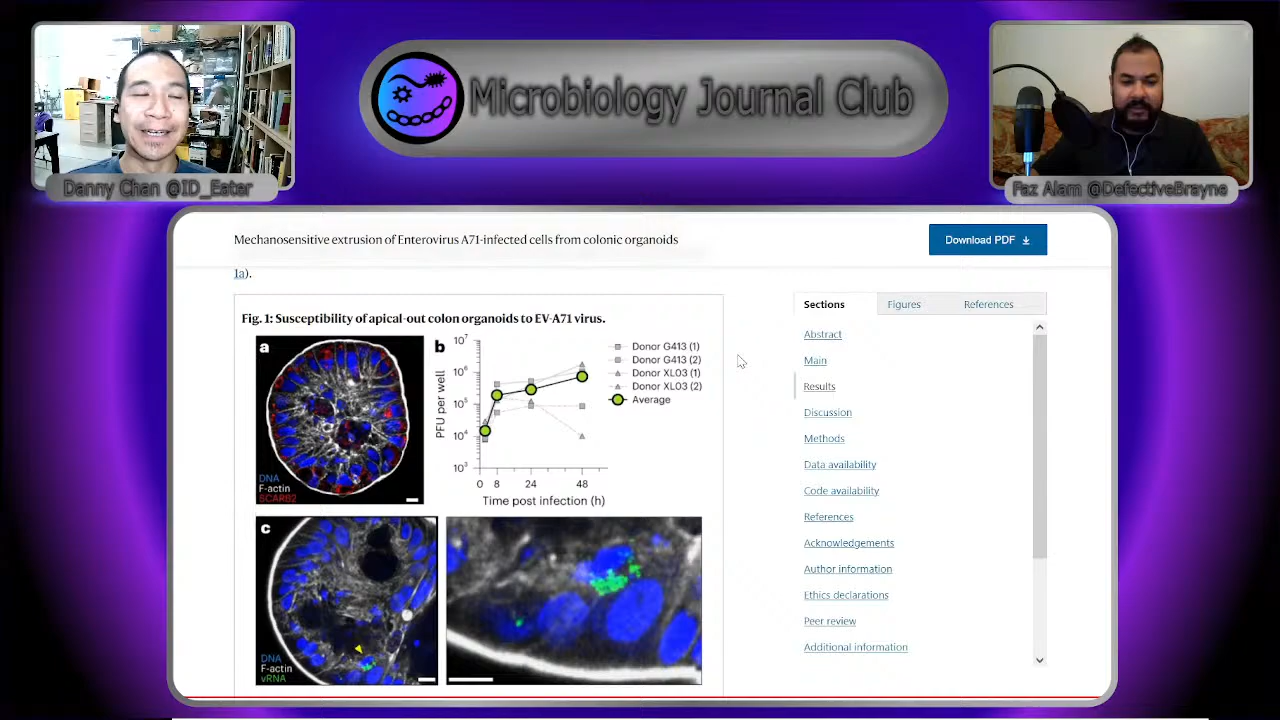 Microbiology Journal Club
Danny Chan @ID_Eater
Faz Alam @DefectiveBrayne
Mechanosensitive extrusion of Enterovirus A71-infected cells from colonic organoids
Download PDF
1a).
Fig. 1: Susceptibility of apical-out colon organoids to EV-A71 virus.
a
DNA
F-actin
SCARB2
b
PFU per well
10⁷
10⁶
10⁵
10⁴
10³
0 8 24 48
Time post infection (h)
Donor G413 (1)
Donor G413 (2)
Donor XL03 (1)
Donor XL03 (2)
Average
c
DNA
F-actin
vRNA
Sections
Figures
References
Abstract
Main
Results
Discussion
Methods
Data availability
Code availability
References
Acknowledgements
Author information
Ethics declarations
Peer review
Additional information